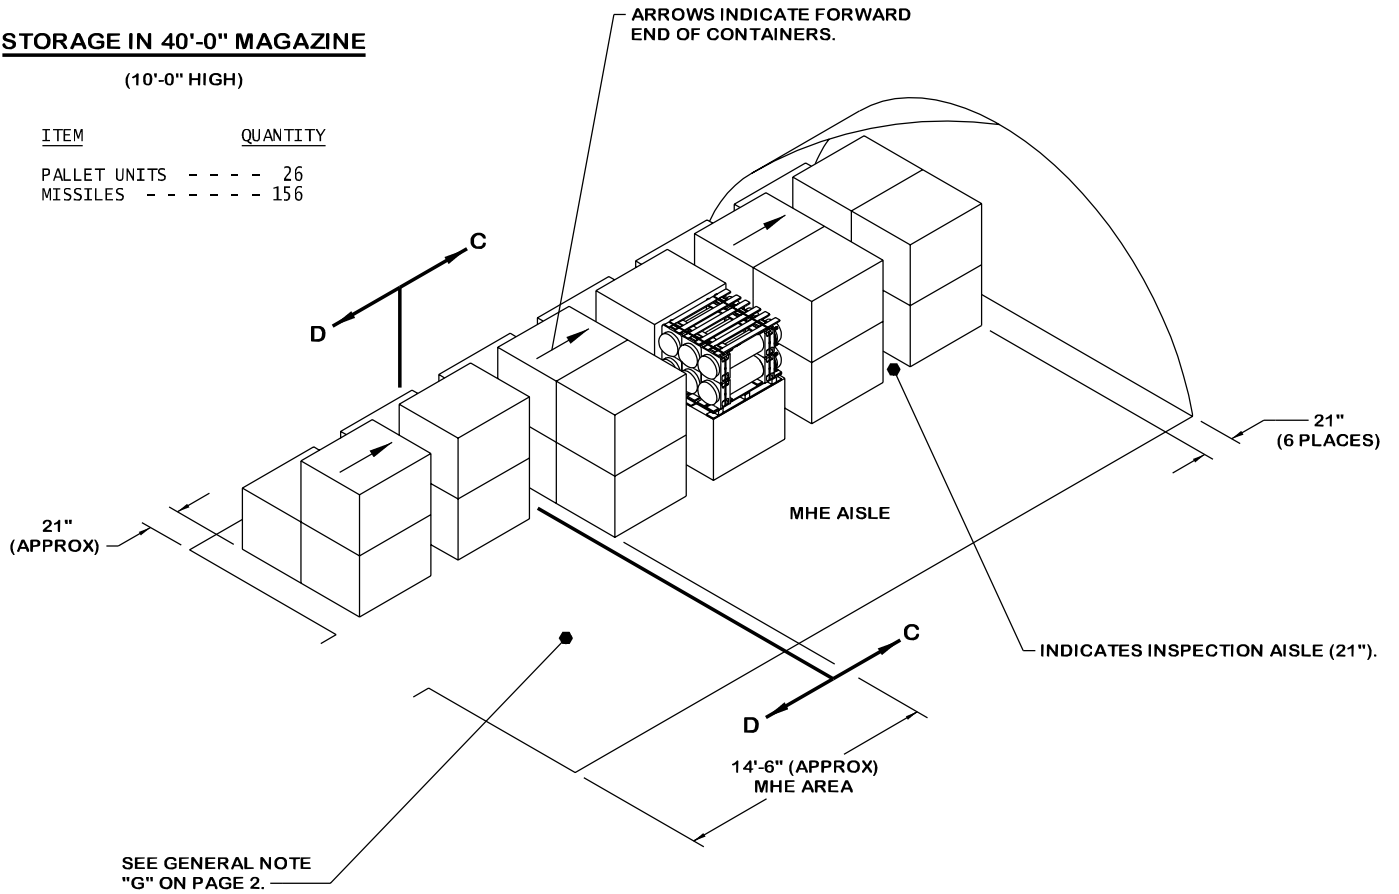 STORAGE IN 40'-0" MAGAZINE
(10'-0" HIGH)
ITEM QUANTITY
PALLET UNITS - - - - 26
MISSILES - - - - - - 156
ARROWS INDICATE FORWARD
END OF CONTAINERS.
C
D
21"
(6 PLACES)
MHE AISLE
21"
(APPROX)
C
INDICATES INSPECTION AISLE (21").
D
14'-6" (APPROX)
MHE AREA
SEE GENERAL NOTE
"G" ON PAGE 2.